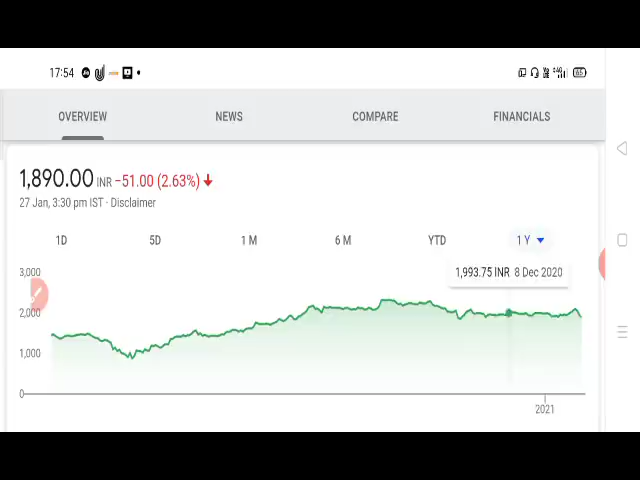 17:54
65
OVERVIEW NEWS COMPARE FINANCIALS
1,890.00 INR −51.00 (2.63%)
27 Jan, 3:30 pm IST · Disclaimer
1D 5D 1 M 6 M YTD 1 Y
1,993.75 INR 8 Dec 2020
3,000
2,000
1,000
0
2021